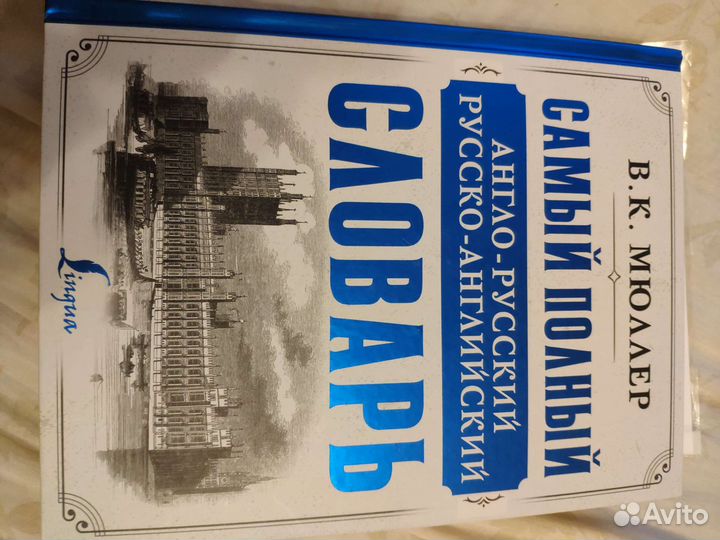 В. К. МЮЛЛЕР
САМЫЙ ПОЛНЫЙ
АНГЛО-РУССКИЙ
РУССКО-АНГЛИЙСКИЙ
СЛОВАРЬ
Lingua
Avito